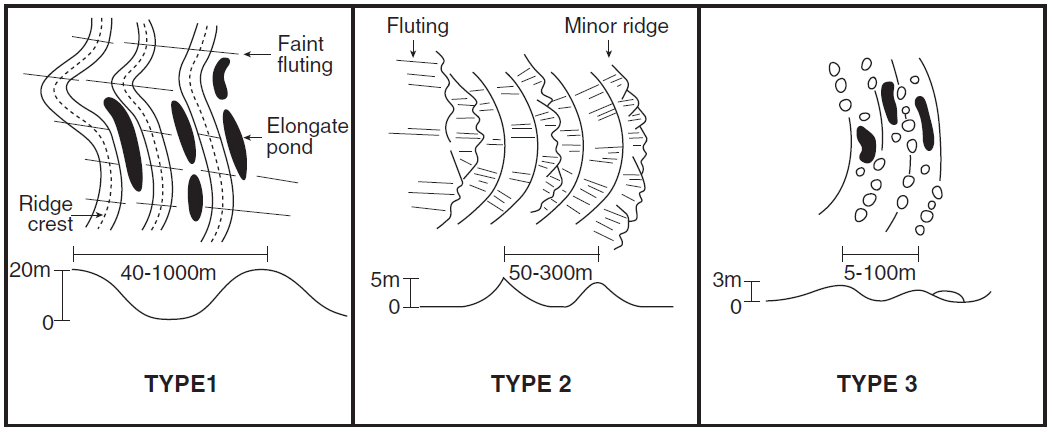 Faint
fluting
Elongate
pond
Ridge
crest
20m
40-1000m
0
TYPE1
Fluting
Minor ridge
5m
50-300m
0
TYPE 2
3m
5-100m
0
TYPE 3